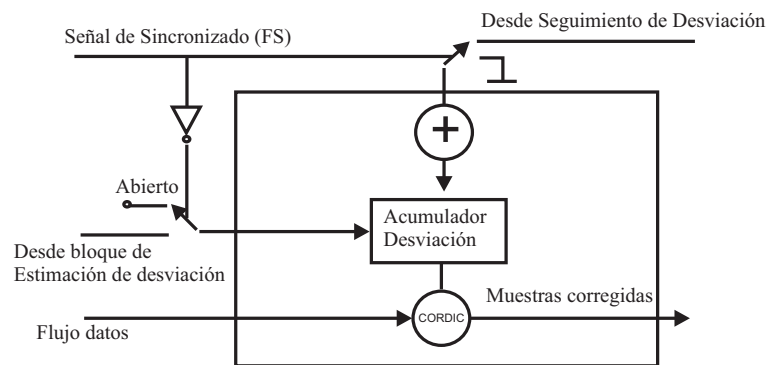 Desde Seguimiento de Desviación
Señal de Sincronizado (FS)
+
Abierto
Acumulador
Desviación
Desde bloque de
Estimación de desviación
Muestras corregidas
CORDIC
Flujo datos